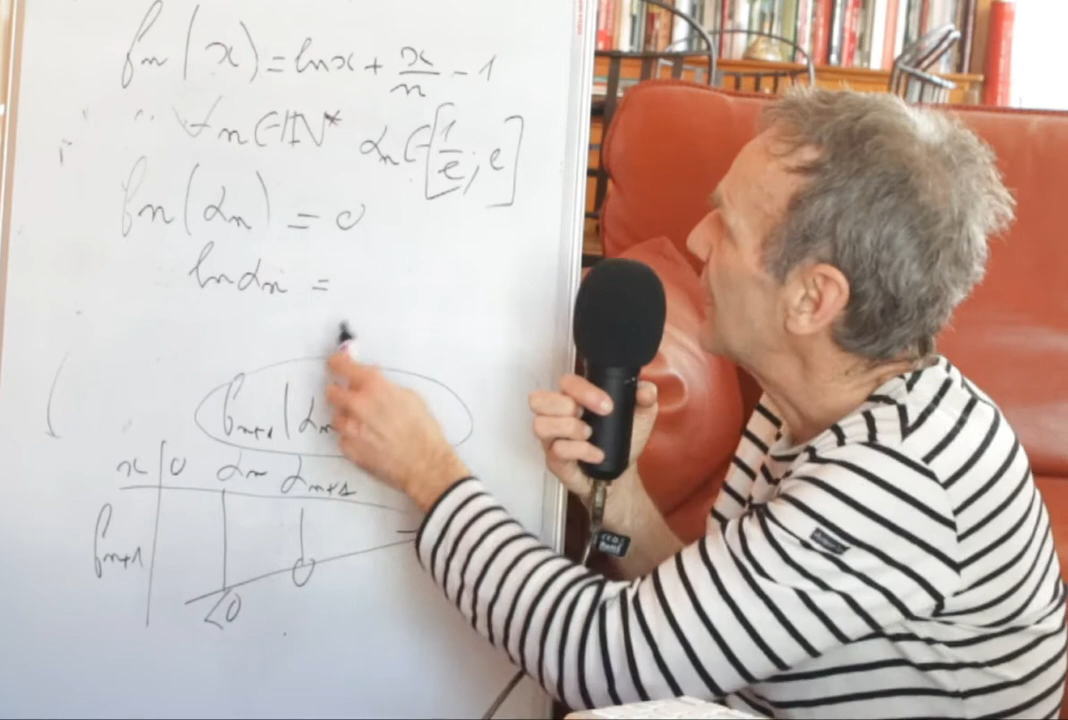 fn(x) = lnx + x/n - 1
∀n∈IN* αn∈[1/e ; e]
fn(αn) = 0
lnαn =
fn+1(αn
x | 0 αn αn+1
fn+1
<0 0